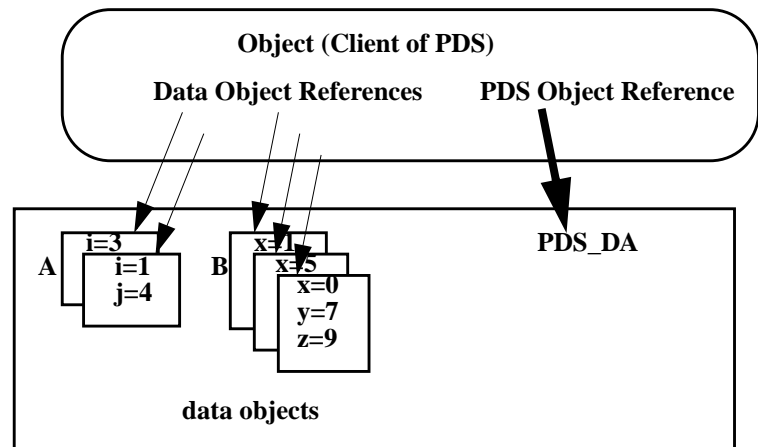 Object (Client of PDS)
Data Object References
PDS Object Reference
i=3
x=1
PDS_DA
A
i=1
B
x=5
j=4
x=0
y=7
z=9
data objects